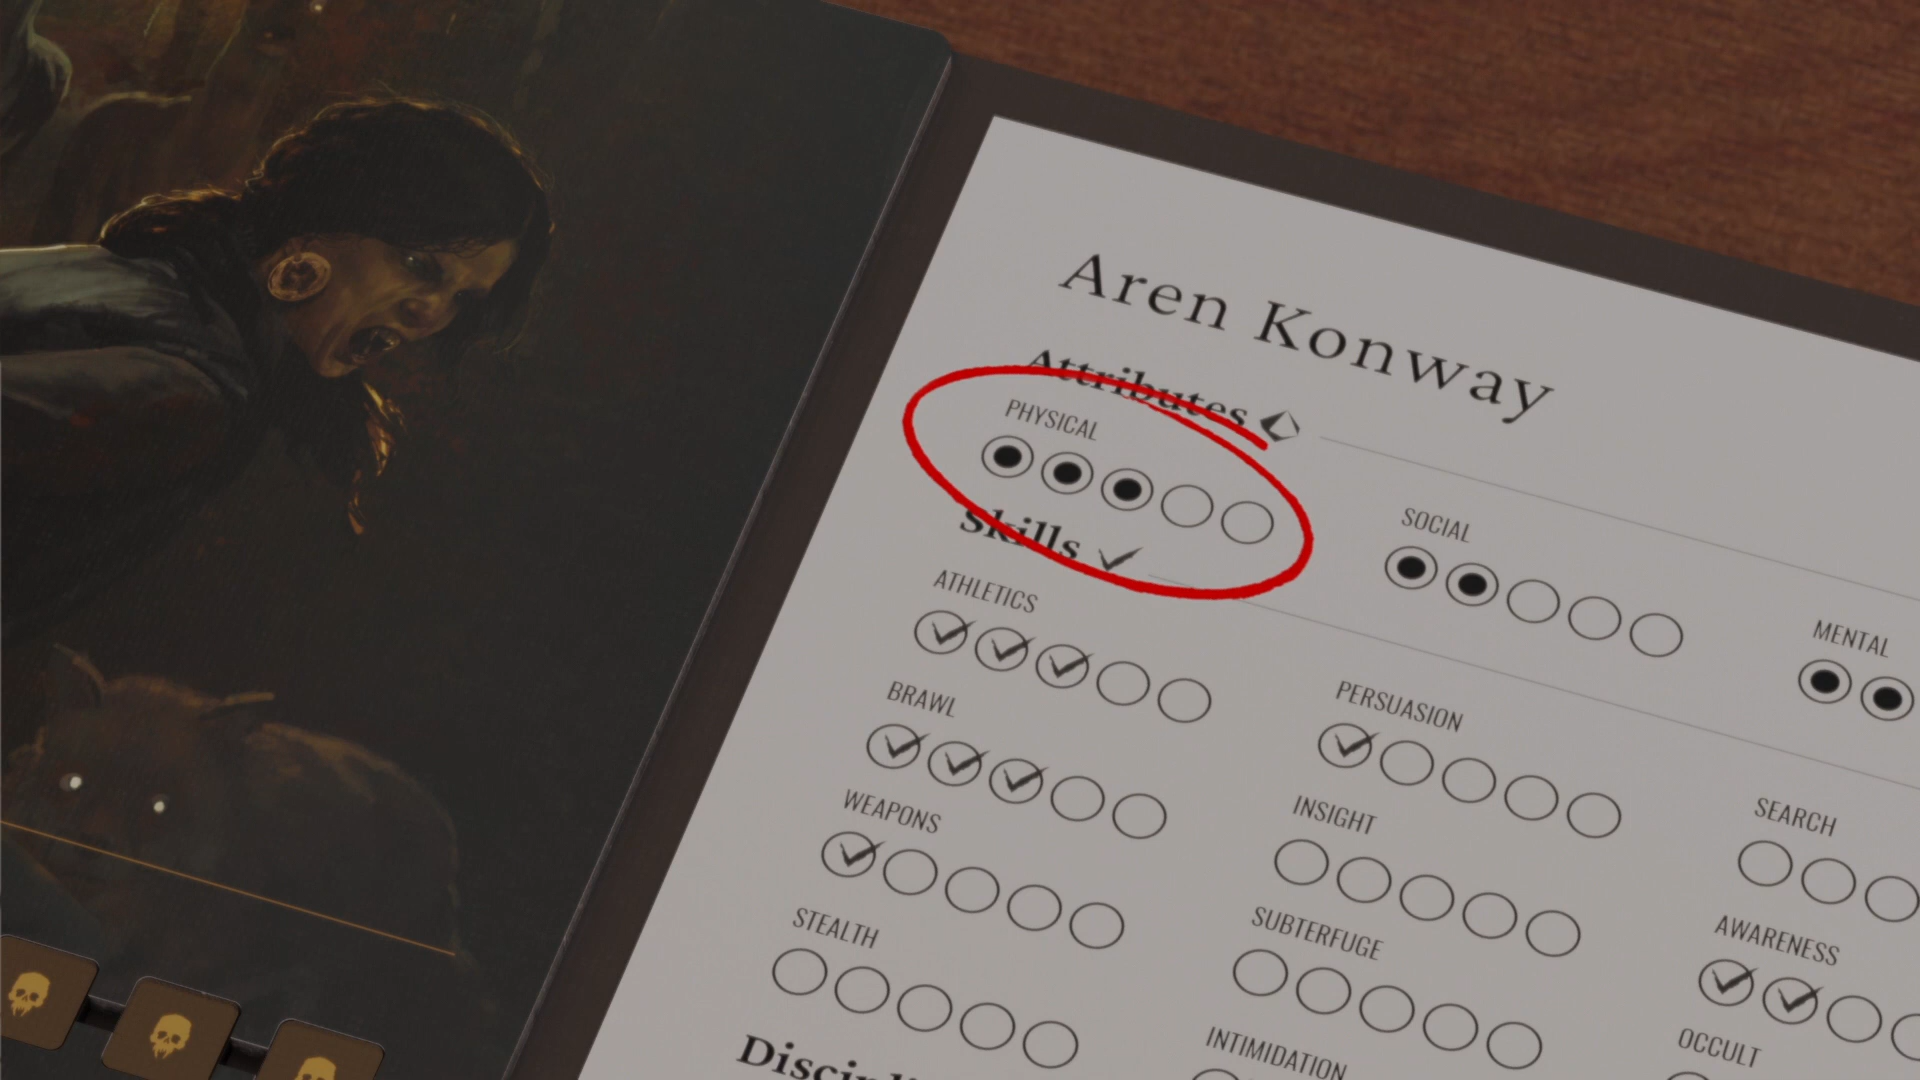 Aren Konway
Attributes
PHYSICAL
SOCIAL
MENTAL
Skills
ATHLETICS
PERSUASION
SEARCH
BRAWL
INSIGHT
AWARENESS
WEAPONS
SUBTERFUGE
OCCULT
STEALTH
INTIMIDATION